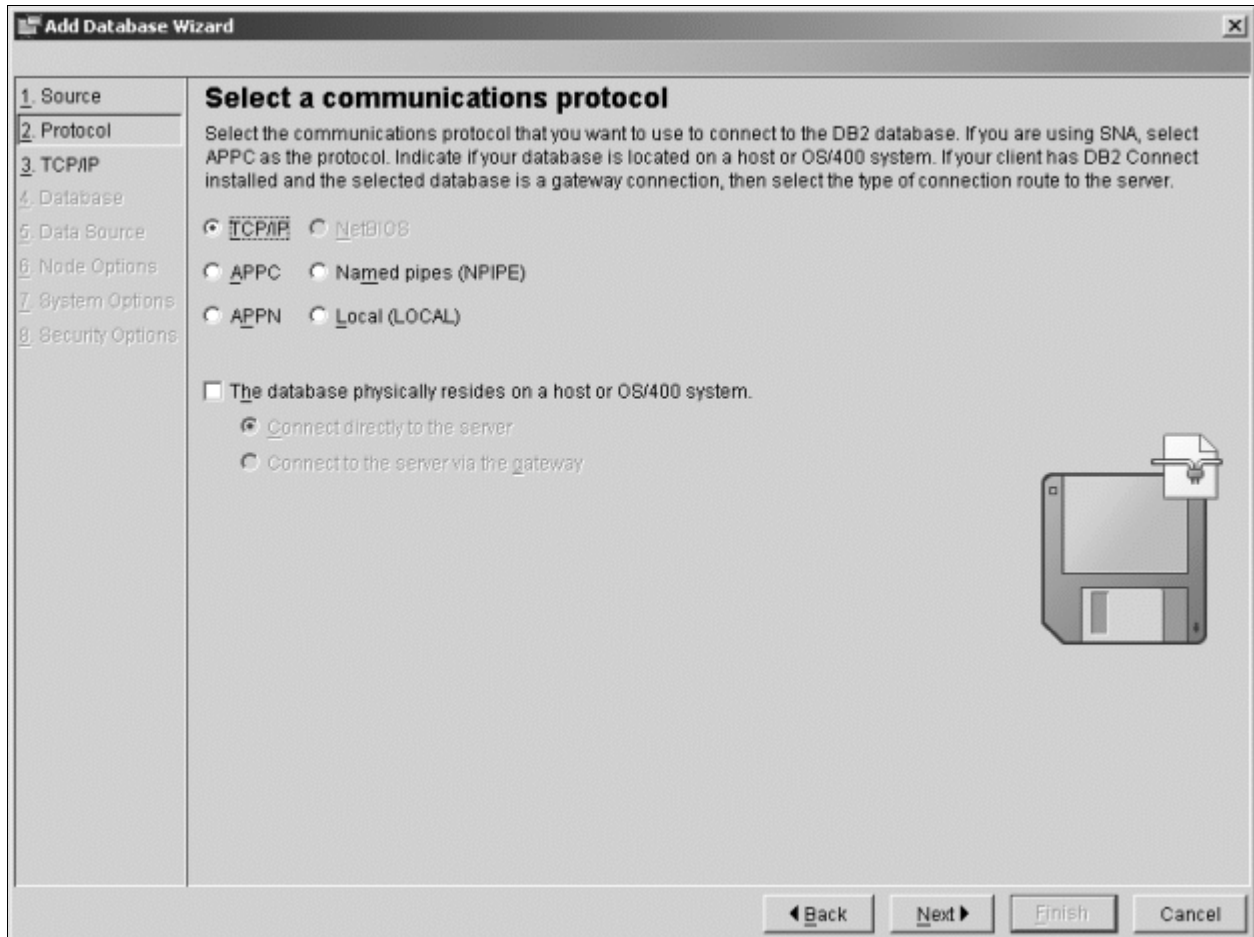 Add Database Wizard
1. Source
2. Protocol
3. TCP/IP
4. Database
5. Data Source
6. Node Options
7. System Options
8. Security Options
Select a communications protocol
Select the communications protocol that you want to use to connect to the DB2 database. If you are using SNA, select
APPC as the protocol. Indicate if your database is located on a host or OS/400 system. If your client has DB2 Connect
installed and the selected database is a gateway connection, then select the type of connection route to the server.
TCP/IP NetBIOS
APPC Named pipes (NPIPE)
APPN Local (LOCAL)
The database physically resides on a host or OS/400 system.
Connect directly to the server
Connect to the server via the gateway
Back Next Finish Cancel